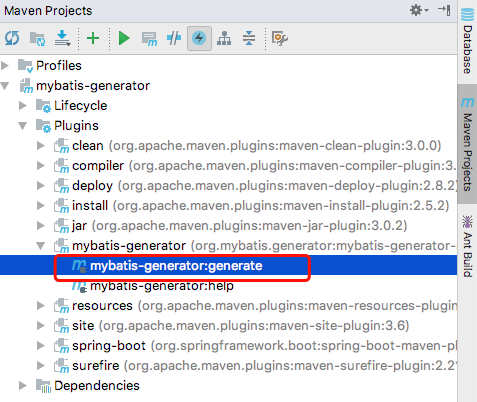 Maven Projects
Profiles
mybatis-generator
Lifecycle
Plugins
clean (org.apache.maven.plugins:maven-clean-plugin:3.0.0)
compiler (org.apache.maven.plugins:maven-compiler-plugin:3.
deploy (org.apache.maven.plugins:maven-deploy-plugin:2.8.2)
install (org.apache.maven.plugins:maven-install-plugin:2.5.2)
jar (org.apache.maven.plugins:maven-jar-plugin:3.0.2)
mybatis-generator (org.mybatis.generator:mybatis-generator-
mybatis-generator:generate
mybatis-generator:help
resources (org.apache.maven.plugins:maven-resources-plugin
site (org.apache.maven.plugins:maven-site-plugin:3.6)
spring-boot (org.springframework.boot:spring-boot-maven-pl
surefire (org.apache.maven.plugins:maven-surefire-plugin:2.2
Dependencies
Database
Maven Projects
Ant Build